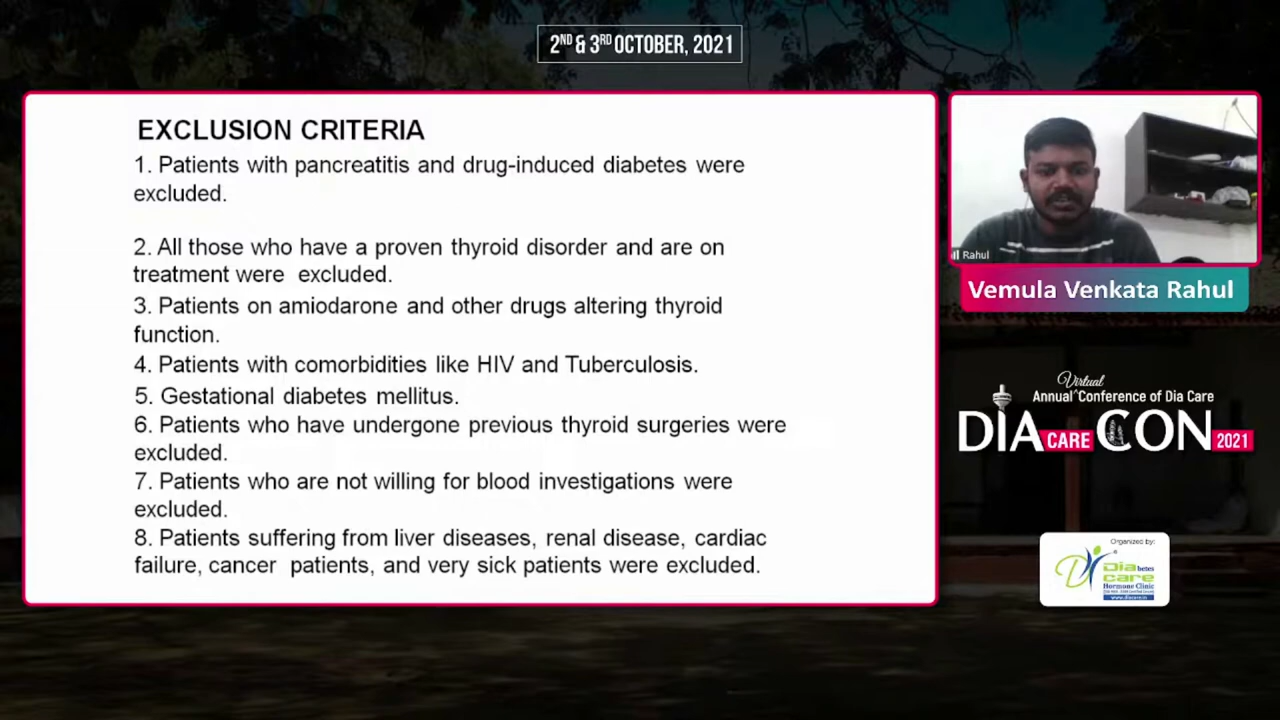 2ND & 3RD OCTOBER, 2021
EXCLUSION CRITERIA
1. Patients with pancreatitis and drug-induced diabetes were
excluded.
2. All those who have a proven thyroid disorder and are on
treatment were excluded.
3. Patients on amiodarone and other drugs altering thyroid
function.
4. Patients with comorbidities like HIV and Tuberculosis.
5. Gestational diabetes mellitus.
6. Patients who have undergone previous thyroid surgeries were
excluded.
7. Patients who are not willing for blood investigations were
excluded.
8. Patients suffering from liver diseases, renal disease, cardiac
failure, cancer patients, and very sick patients were excluded.
Rahul
Vemula Venkata Rahul
Virtual
Annual^Conference of Dia Care
DIA CARE CON 2021
Organized by:
Diabetes
care
Hormone Clinic
www.diacare.in